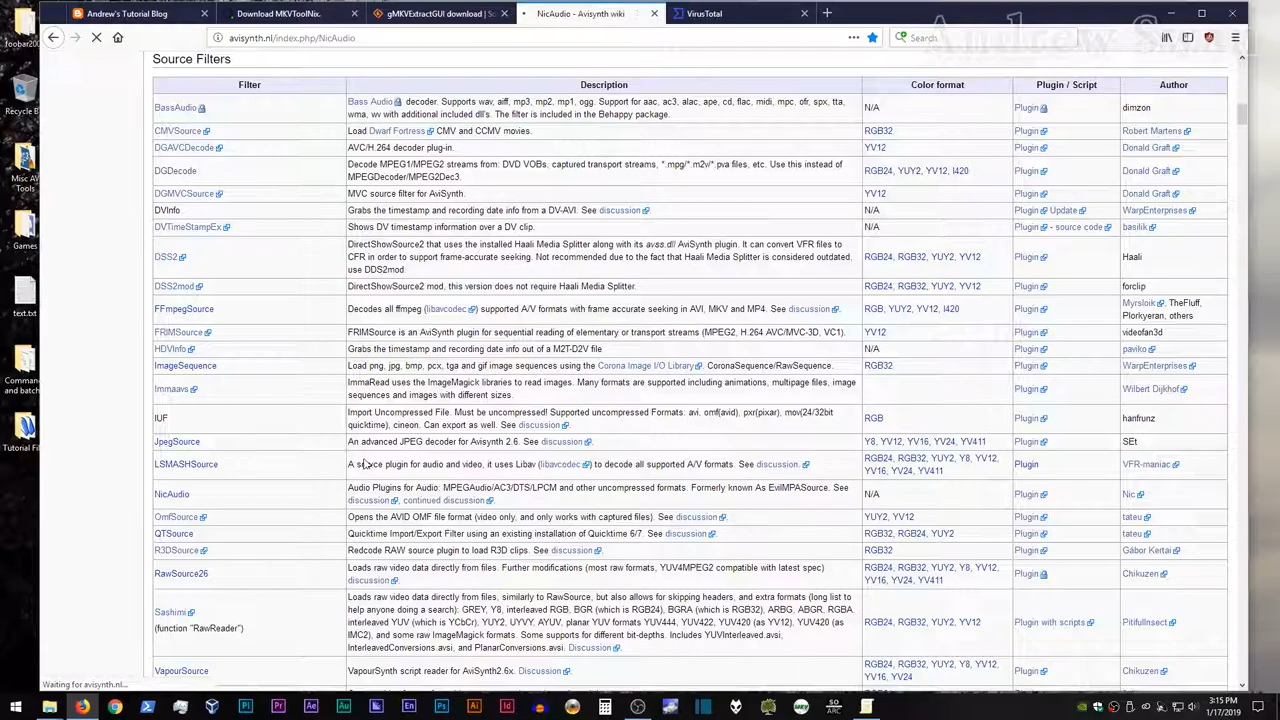 Andrew's Tutorial Blog
Download MKVToolNix
gMKVExtractGUI download | So
NicAudio - Avisynth wiki
VirusTotal
avisynth.nl/index.php/NicAudio
Search
foobar200
Recycle B
Misc AV
Tools
Games
text.txt
Command
and batch
Tutorial F
Source Filters
Filter Description Color format Plugin / Script Author
BassAudio Bass Audio decoder. Supports wav, aiff, mp3, mp2, mp1, ogg. Support for aac, ac3, alac, ape, cd, flac, midi, mpc, ofr, spx, tta,
wma, wv with additional included dll's. The filter is included in the Behappy package. N/A Plugin dimzon
CMVSource Load Dwarf Fortress CMV and CCMV movies. RGB32 Plugin Robert Martens
DGAVCDecode AVC/H.264 decoder plug-in. YV12 Plugin Donald Graft
DGDecode Decode MPEG1/MPEG2 streams from: DVD VOBs, captured transport streams, *.mpg/*.m2v/*.pva files, etc. Use this instead of
MPEGDecoder/MPEG2Dec3. RGB24, YUY2, YV12, I420 Plugin Donald Graft
DGMVCSource MVC source filter for AviSynth. YV12 Plugin Donald Graft
DVInfo Grabs the timestamp and recording date info from a DV-AVI. See discussion . N/A Plugin Update WarpEnterprises
DVTimeStampEx Shows DV timestamp information over a DV clip. N/A Plugin - source code basilik
DSS2 DirectShowSource2 that uses the installed Haali Media Splitter along with its avss.dll AviSynth plugin. It can convert VFR files to
CFR in order to support frame-accurate seeking. Not recommended due to the fact that Haali Media Splitter is considered outdated,
use DDS2mod RGB24, RGB32, YUY2, YV12 Plugin Haali
DSS2mod DirectShowSource2 mod, this version does not require Haali Media Splitter. RGB24, RGB32, YUY2, YV12 Plugin forclip
FFmpegSource Decodes all ffmpeg (libavcodec ) supported A/V formats with frame accurate seeking in AVI, MKV and MP4. See discussion . RGB, YUY2, YV12, I420 Plugin Myrsloik , TheFluff,
Plorkyeran, others
FRIMSource FRIMSource is an AviSynth plugin for sequential reading of elementary or transport streams (MPEG2, H.264 AVC/MVC-3D, VC1). YV12 Plugin videofan3d
HDVInfo Grabs the timestamp and recording date info out of a M2T-D2V file N/A Plugin paviko
ImageSequence Load png, jpg, bmp, pcx, tga and gif image sequences using the Corona Image I/O Library . CoronaSequence/RawSequence. RGB32 Plugin WarpEnterprises
Immaavs ImmaRead uses the ImageMagick libraries to read images. Many formats are supported including animations, multipage files, image
sequences and images with different sizes. Plugin Wilbert Dijkhof
IUF Import Uncompressed File. Must be uncompressed! Supported uncompressed Formats: avi, omf(avid), pxr(pixar), mov(24/32bit
quicktime), cineon. Can export as well. See discussion . RGB Plugin hanfrunz
JpegSource An advanced JPEG decoder for Avisynth 2.6. See discussion . Y8, YV12, YV16, YV24, YV411 Plugin SEt
LSMASHSource A source plugin for audio and video, it uses Libav (libavcodec ) to decode all supported A/V formats. See discussion. RGB24, RGB32, YUY2, Y8, YV12,
YV16, YV24, YV411 Plugin VFR-maniac
NicAudio Audio Plugins for Audio: MPEGAudio/AC3/DTS/LPCM and other uncompressed formats. Formerly known As EvilMPASource. See
discussion , continued discussion . N/A Plugin Nic
OmfSource Opens the AVID OMF file format (video only, and only works with captured files). See discussion . YUY2, YV12 Plugin tateu
QTSource Quicktime Import/Export Filter using an existing installation of Quicktime 6/7. See discussion . RGB32, RGB24, YUY2 Plugin tateu
R3DSource Redcode RAW source plugin to load R3D clips. See discussion . RGB32 Plugin Gábor Kertai
RawSource26 Loads raw video data directly from files. Further modifications (most raw formats, YUV4MPEG2 compatible with latest spec)
discussion . RGB24, RGB32, YUY2, Y8, YV12,
YV16, YV24, YV411 Plugin Chikuzen
Sashimi
(function "RawReader") Loads raw video data directly from files, similarly to RawSource, but also allows for skipping headers, and extra formats (long list to
help anyone doing a search): GREY, Y8, interleaved RGB, BGR (which is RGB24), BGRA (which is RGB32), ARBG, ABGR, RGBA,
interleaved YUV (which is YCbCr), YUY2, UYVY, AYUV, planar YUV formats YUV444, YUV422, YUV420 (as YV12), YUV420 (as
IMC2), and some raw ImageMagick formats. Some supports for different bit-depths. Includes YUVInterleaved.avsi,
InterleavedConversions.avsi, and PlanarConversions.avsi. Discussion . RGB24, RGB32, YUY2, YV12 Plugin with scripts PitifulInsect
VapourSource VapourSynth script reader for AviSynth2.6x. Discussion . RGB24, RGB32, YUY2, Y8, YV12,
YV16, YV24 Plugin Chikuzen
Waiting for avisynth.nl...
3:15 PM
1/17/2019